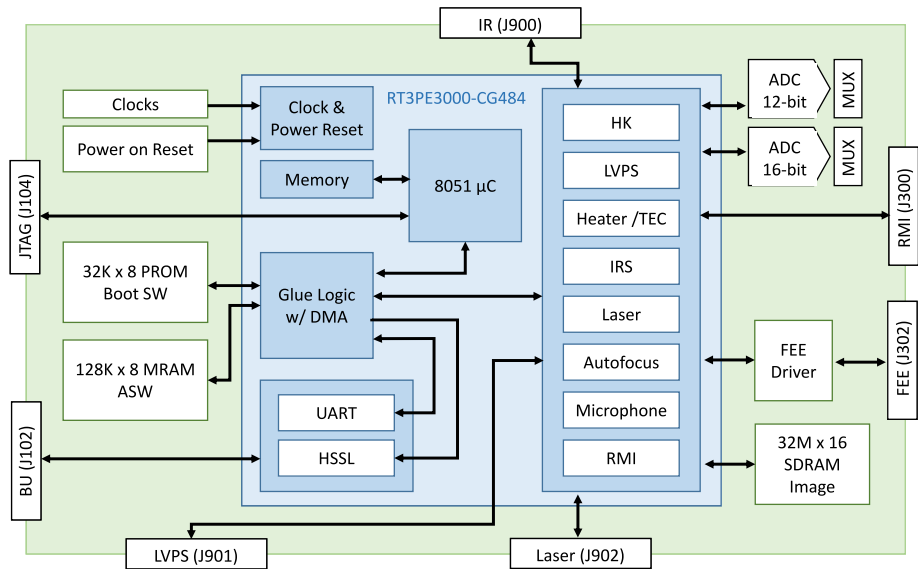 IR (J900)
RT3PE3000-CG484
Clocks
Power on Reset
Clock &
Power Reset
Memory
8051 µC
JTAG (J104)
32K x 8 PROM
Boot SW
128K x 8 MRAM
ASW
Glue Logic
w/ DMA
UART
HSSL
BU (J102)
LVPS (J901)
HK
LVPS
Heater /TEC
IRS
Laser
Autofocus
Microphone
RMI
Laser (J902)
ADC
12-bit
MUX
ADC
16-bit
MUX
RMI (J300)
FEE
Driver
FEE (J302)
32M x 16
SDRAM
Image